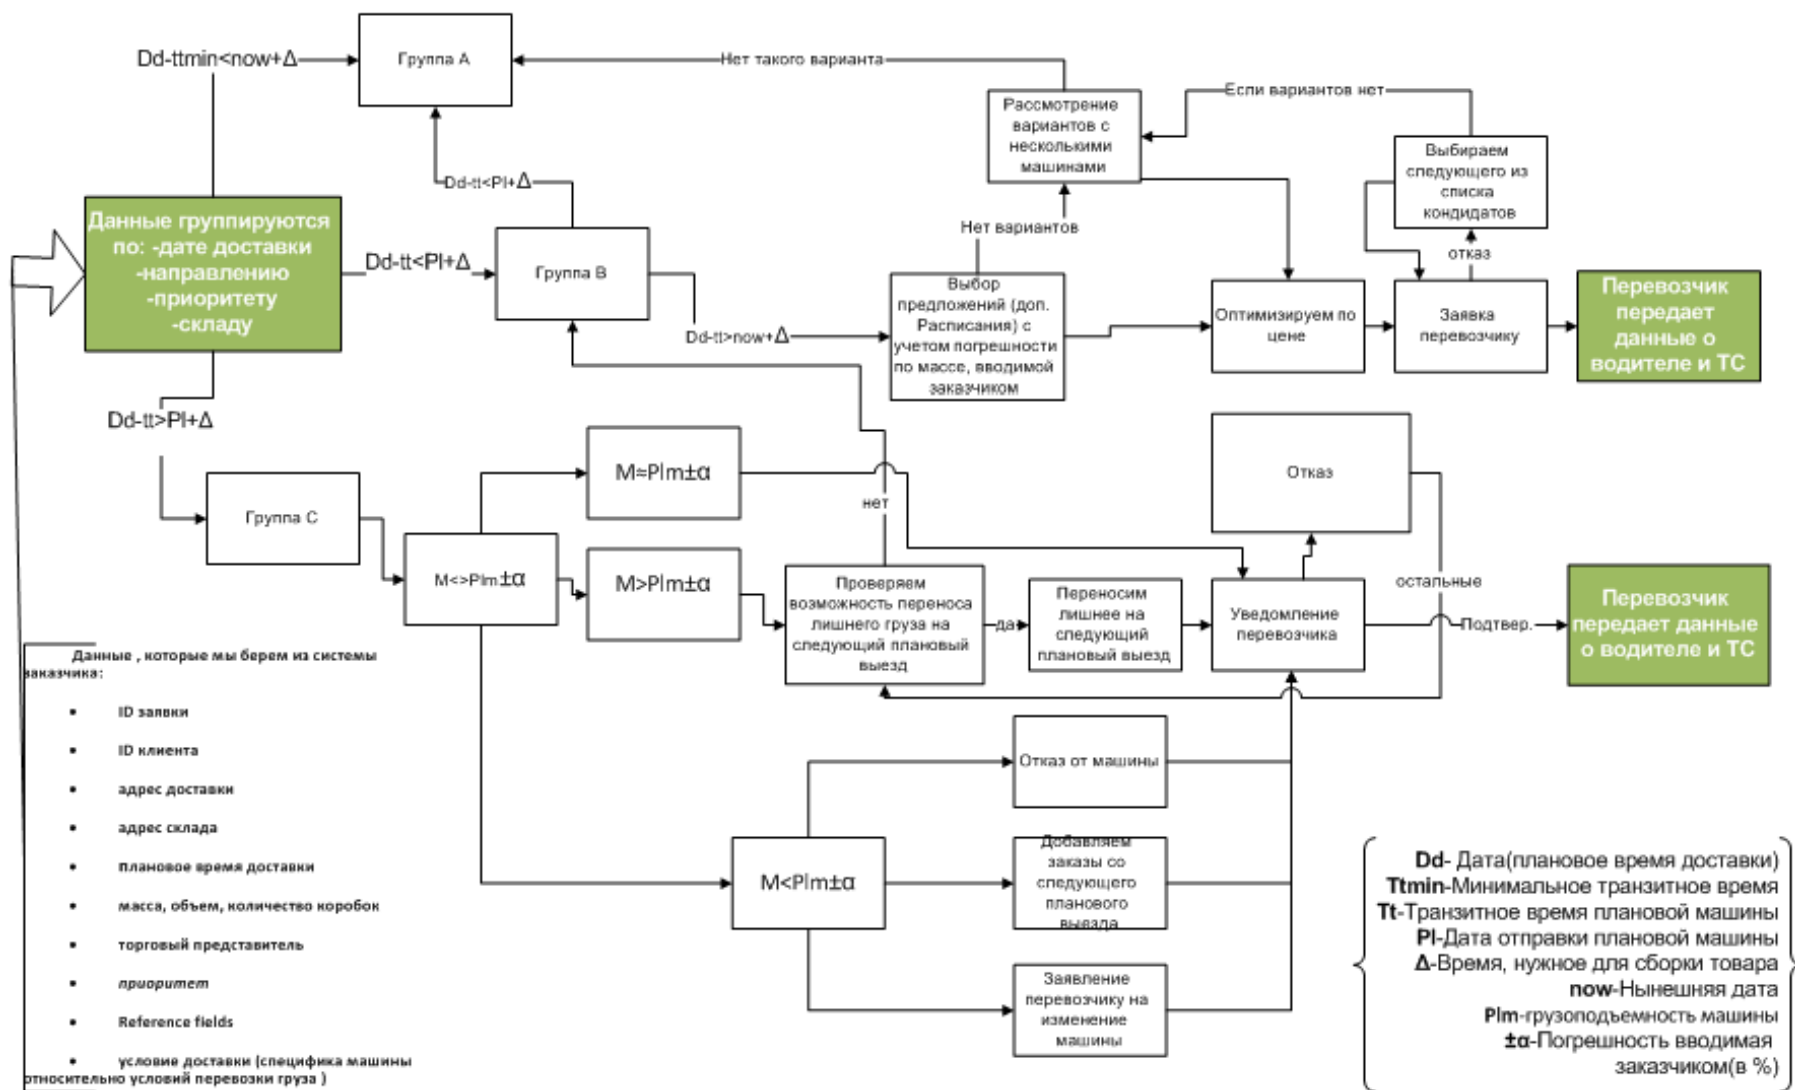 Dd-ttmin<now+Δ
Группа А
Нет такого варианта
Если вариантов нет
Рассмотрение
вариантов с
несколькими
машинами
Выбираем
следующего из
списка
кондидатов
Dd-tt<Pl+Δ
Данные группируются
по: -дате доставки
-направлению
-приоритету
-складу
Dd-tt<Pl+Δ
Группа В
Нет вариантов
отказ
Dd-tt>now+Δ
Выбор
предложений (доп.
Расписания) с
учетом погрешности
по массе, вводимой
заказчиком
Оптимизируем по
цене
Заявка
перевозчику
Перевозчик
передает
данные о
водителе и ТС
Dd-tt>Pl+Δ
Группа С
M≈Plm±α
нет
Отказ
M<>Plm±α
M>Plm±α
Проверяем
возможность переноса
лишнего груза на
следующий плановый
выезд
да
Переносим
лишнее на
следующий
плановый выезд
Уведомление
перевозчика
остальные
Подтвер.
Перевозчик
передает данные
о водителе и ТС
Данные , которые мы берем из системы
заказчика:
• ID заявки
• ID клиента
• адрес доставки
• адрес склада
• плановое время доставки
• масса, объем, количество коробок
• торговый представитель
• приоритет
• Reference fields
• условие доставки (специфика машины
относительно условий перевозки груза )
Отказ от машины
M<Plm±α
Добавляем
заказы со
следующего
планового
выезда
Заявление
перевозчику на
изменение
машины
Dd- Дата(плановое время доставки)
Ttmin-Минимальное транзитное время
Tt-Транзитное время плановой машины
Pl-Дата отправки плановой машины
Δ-Время, нужное для сборки товара
now-Нынешняя дата
Plm-грузоподъемность машины
±α-Погрешность вводимая
заказчиком(в %)